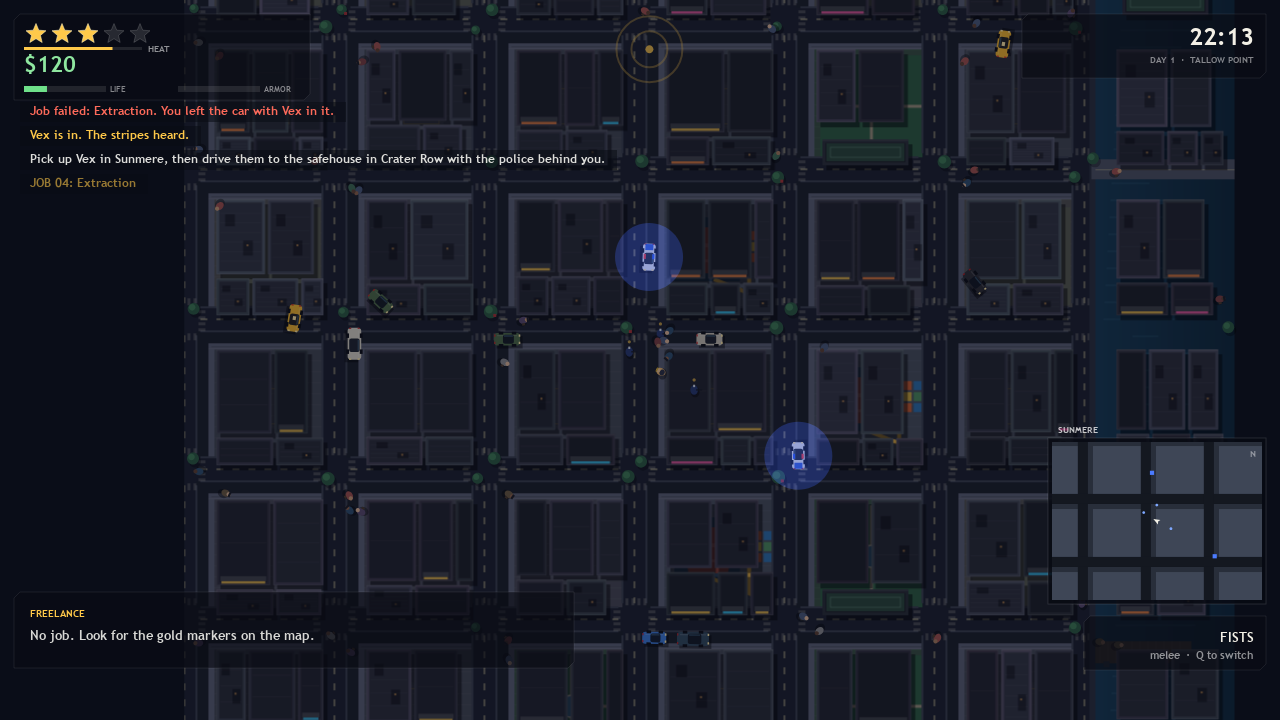 HEAT
$120
LIFE
ARMOR
Job failed: Extraction. You left the car with Vex in it.
Vex is in. The stripes heard.
Pick up Vex in Sunmere, then drive them to the safehouse in Crater Row with the police behind you.
JOB 04: Extraction
22:13
DAY 1 · TALLOW POINT
SUNMERE
N
FREELANCE
No job. Look for the gold markers on the map.
FISTS
melee · Q to switch